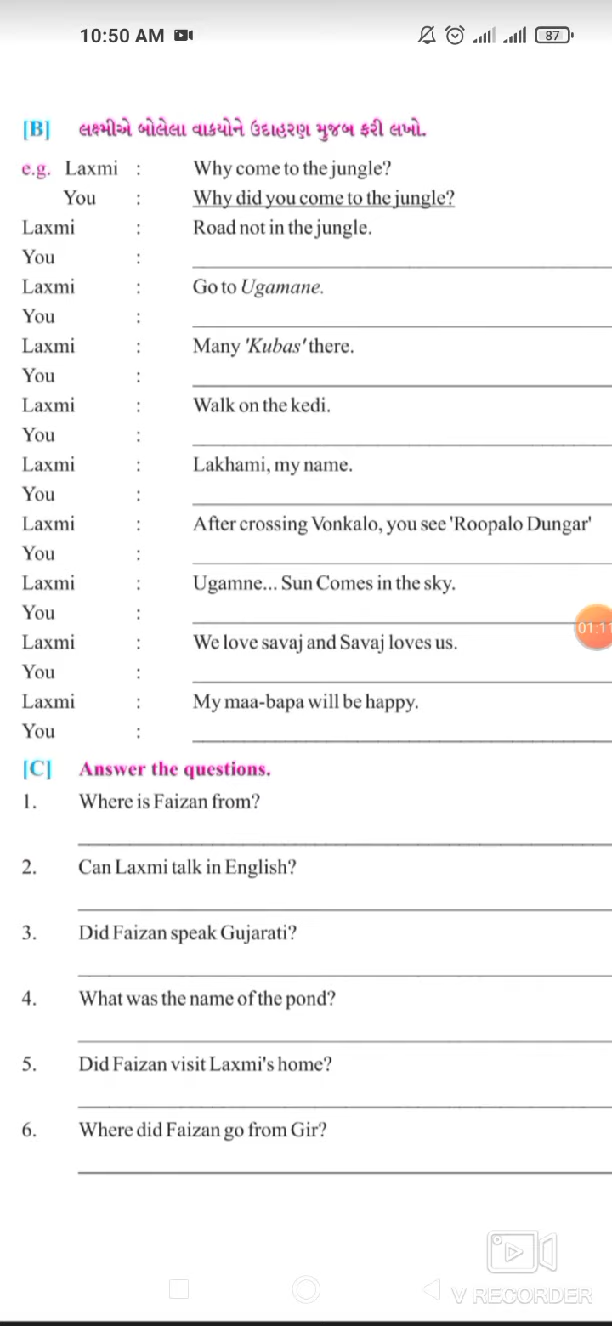 10:50 AM
87
[B] લક્ષ્મીએ બોલેલા વાકયોને ઉદાહરણ મુજબ ફરી લખો.
e.g. Laxmi : Why come to the jungle?
You : Why did you come to the jungle?
Laxmi : Road not in the jungle.
You :
Laxmi : Go to Ugamane.
You :
Laxmi : Many 'Kubas' there.
You :
Laxmi : Walk on the kedi.
You :
Laxmi : Lakhami, my name.
You :
Laxmi : After crossing Vonkalo, you see 'Roopalo Dungar'
You :
Laxmi : Ugamne... Sun Comes in the sky.
You :
01:11
Laxmi : We love savaj and Savaj loves us.
You :
Laxmi : My maa-bapa will be happy.
You :
[C] Answer the questions.
1. Where is Faizan from?
2. Can Laxmi talk in English?
3. Did Faizan speak Gujarati?
4. What was the name of the pond?
5. Did Faizan visit Laxmi's home?
6. Where did Faizan go from Gir?
V RECORDER